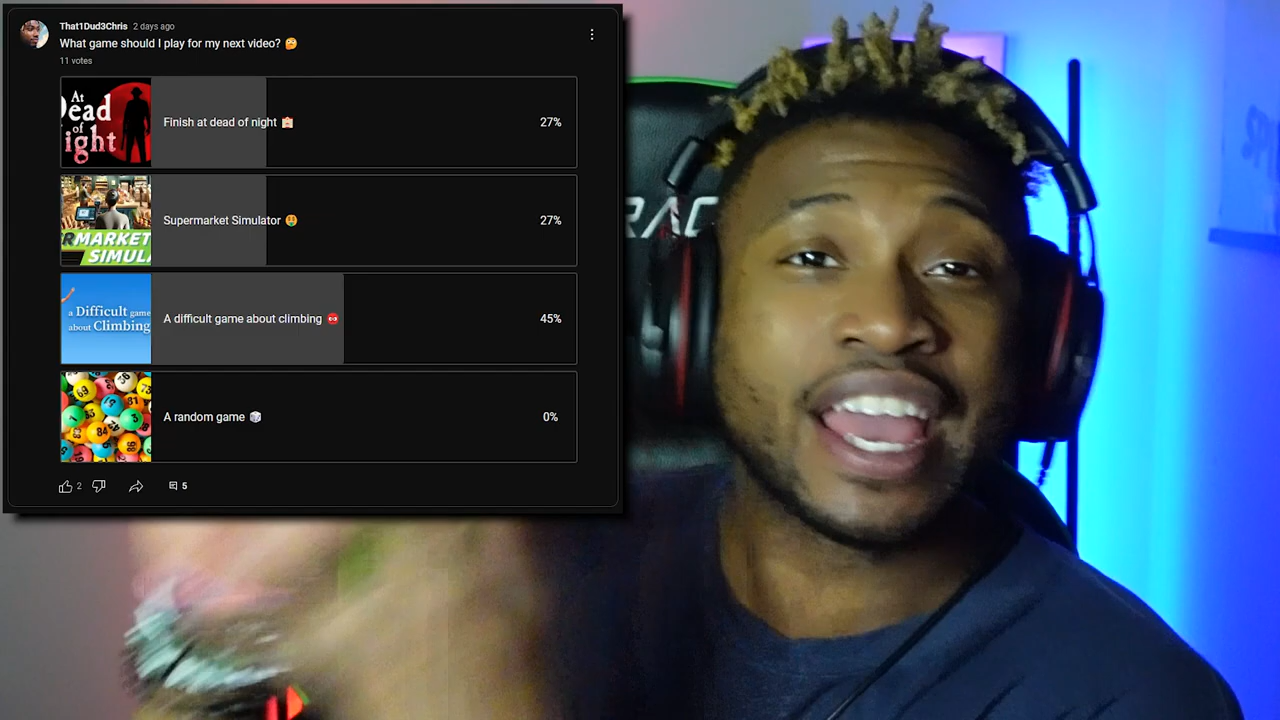 That1Dud3Chris 2 days ago
What game should I play for my next video? 🤔
11 votes
At
Dead
of
Night
Finish at dead of night 🏩
27%
RMARKET
SIMUL
Supermarket Simulator 🤑
27%
a Difficult game
about Climbing
A difficult game about climbing
45%
A random game 🎲
0%
2
5
RAC